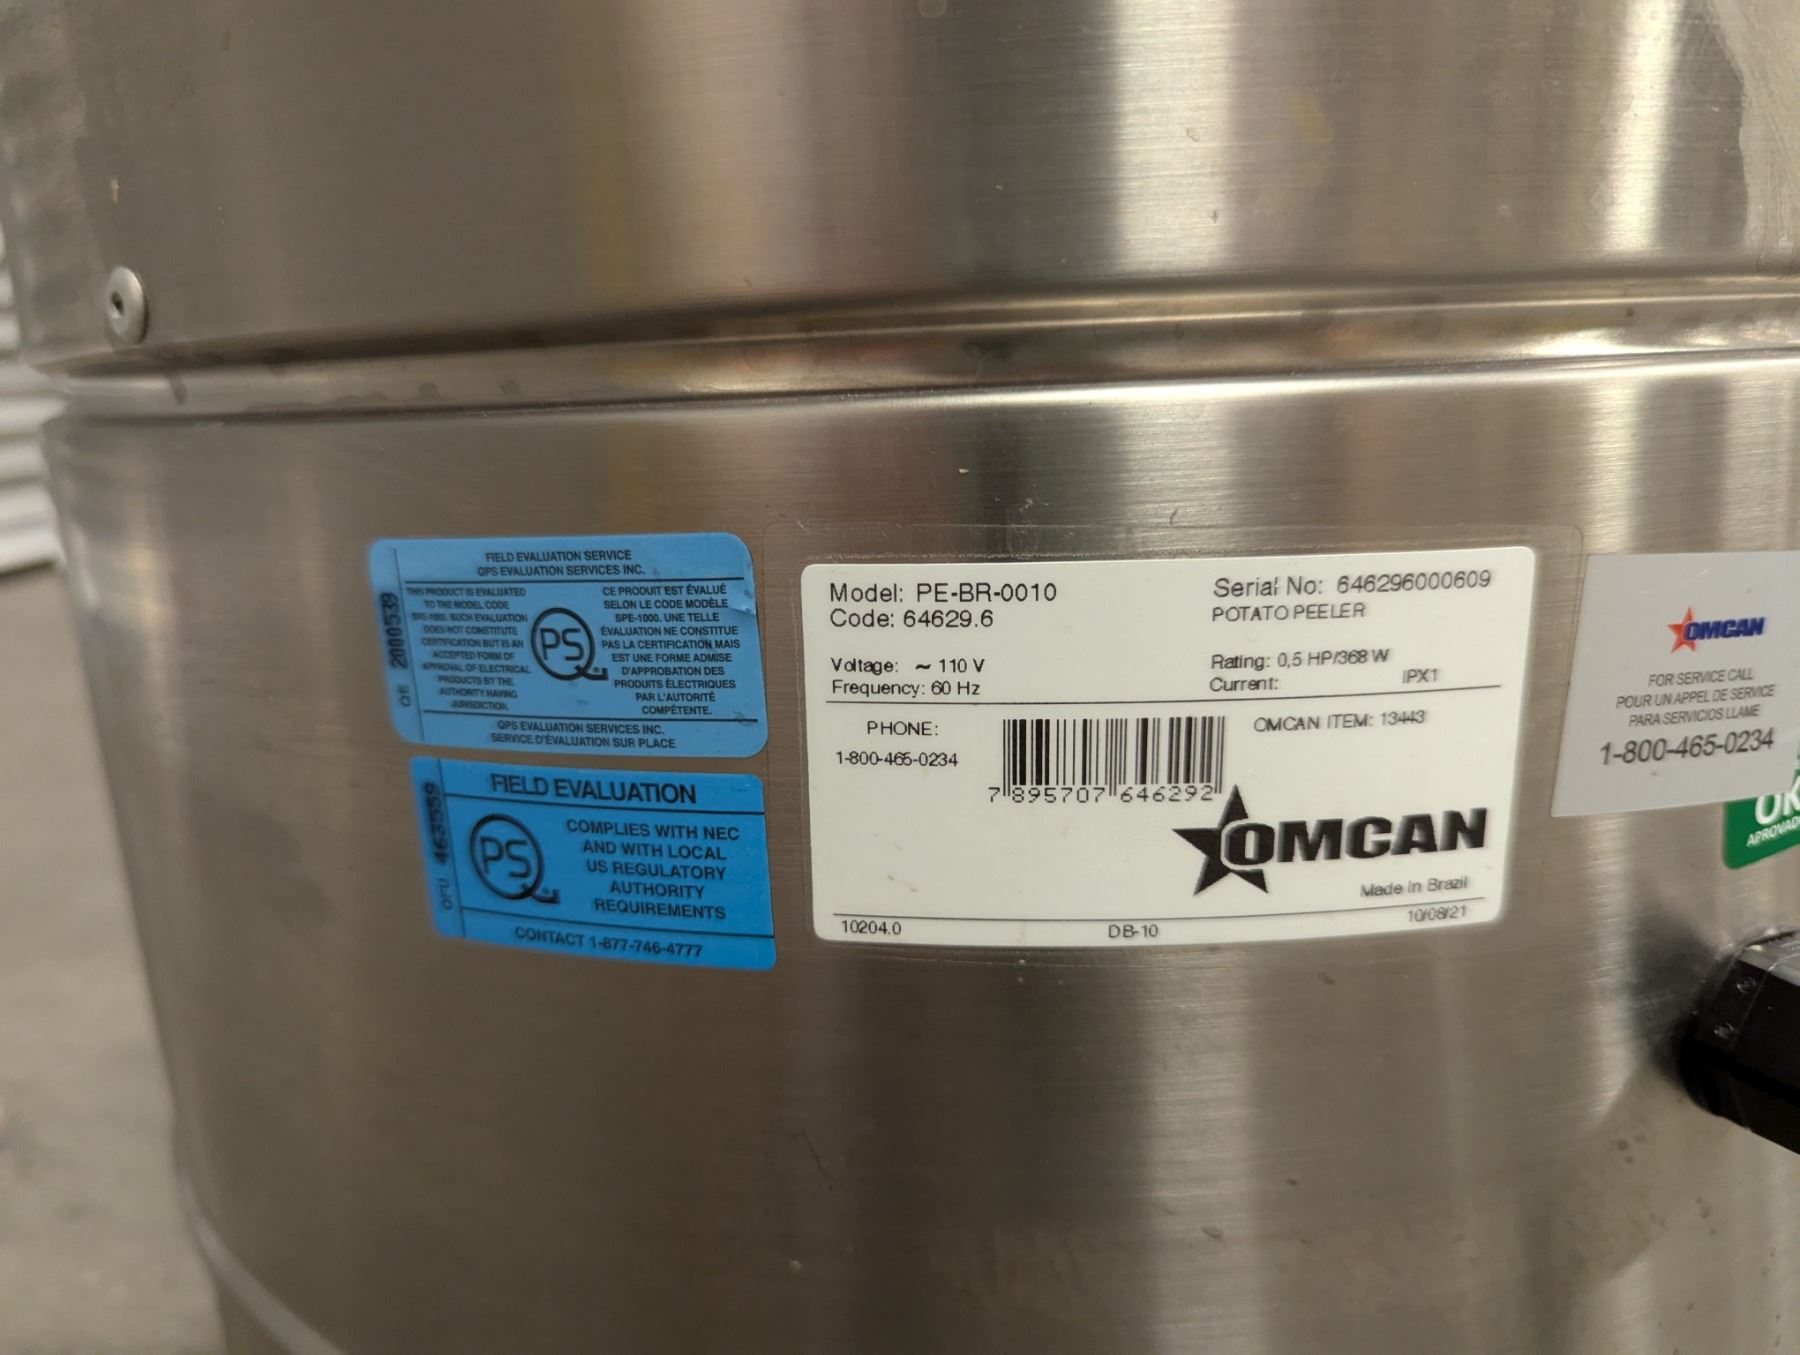 FIELD EVALUATION SERVICE
QPS EVALUATION SERVICES INC.
QE 2000539
THIS PRODUCT IS EVALUATED
TO THE MODEL CODE
SPE-1000. SUCH EVALUATION
DOES NOT CONSTITUTE
CERTIFICATION BUT IS AN
ACCEPTED FORM OF
APPROVAL OF ELECTRICAL
PRODUCTS BY THE
AUTHORITY HAVING
JURISDICTION.
QPS
CE PRODUIT EST ÉVALUÉ
SELON LE CODE MODÈLE
SPE-1000. UNE TELLE
ÉVALUATION NE CONSTITUE
PAS LA CERTIFICATION MAIS
EST UNE FORME ADMISE
D'APPROBATION DES
PRODUITS ÉLECTRIQUES
PAR L'AUTORITÉ
COMPÉTENTE.
QPS EVALUATION SERVICES INC.
SERVICE D'ÉVALUATION SUR PLACE
QFU 463559
FIELD EVALUATION
QPS
COMPLIES WITH NEC
AND WITH LOCAL
US REGULATORY
AUTHORITY
REQUIREMENTS
CONTACT 1-877-746-4777
Model: PE-BR-0010
Code: 64629.6
Serial No: 646296000609
POTATO PEELER
Voltage: ~ 110 V
Frequency: 60 Hz
Rating: 0,5 HP/368 W
Current: IPX1
PHONE:
1-800-465-0234
7 895707 646292
OMCAN ITEM: 13443
OMCAN
Made In Brazil
10204.0 DB-10 10/08/21
OMCAN
FOR SERVICE CALL
POUR UN APPEL DE SERVICE
PARA SERVICIOS LLAME
1-800-465-0234
OK